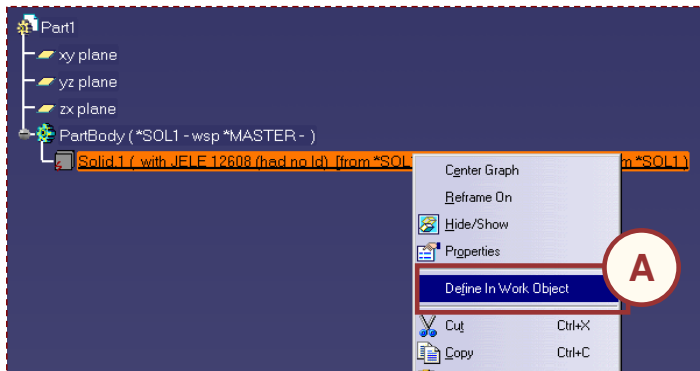 Part1
xy plane
yz plane
zx plane
PartBody ( *SOL1 - wsp *MASTER - )
Solid.1 ( with JELE 12608 (had no Id) [from *SOL m *SOL1 )
Center Graph
Reframe On
Hide/Show
Properties
A
Define In Work Object
Cut Ctrl+X
Copy Ctrl+C